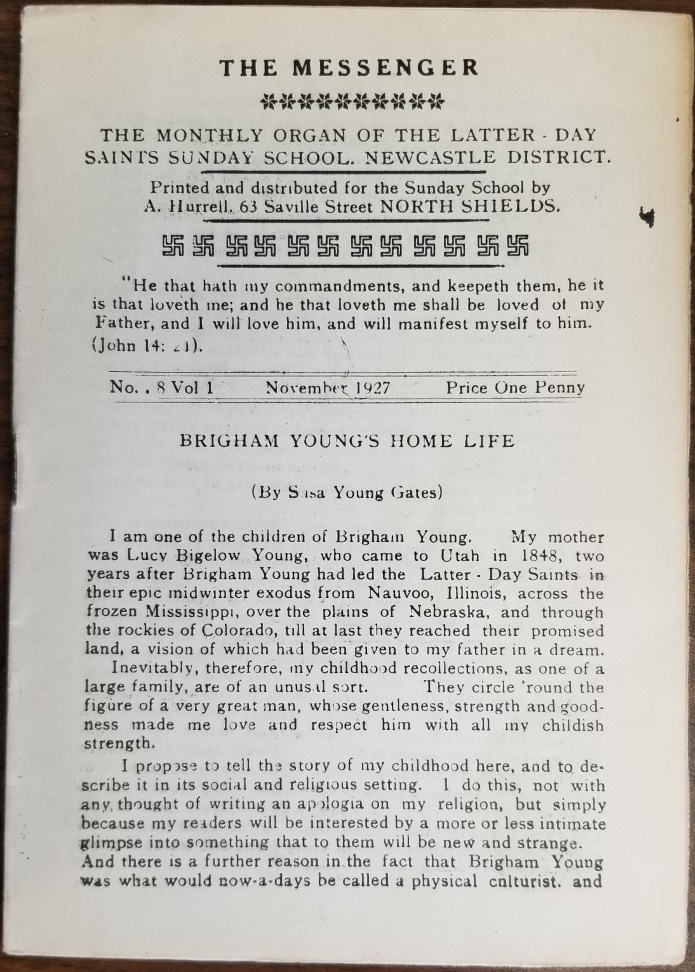 THE MESSENGER
THE MONTHLY ORGAN OF THE LATTER - DAY
SAINTS SUNDAY SCHOOL. NEWCASTLE DISTRICT.
Printed and distributed for the Sunday School by
A. Hurrell. 63 Saville Street NORTH SHIELDS.
"He that hath my commandments, and keepeth them, he it
is that loveth me; and he that loveth me shall be loved of my
Father, and I will love him, and will manifest myself to him.
(John 14: 21).
No. . 8 Vol 1 November 1927 Price One Penny
BRIGHAM YOUNG'S HOME LIFE
(By Susa Young Gates)
I am one of the children of Brigham Young. My mother
was Lucy Bigelow Young, who came to Utah in 1848, two
years after Brigham Young had led the Latter - Day Saints in
their epic midwinter exodus from Nauvoo, Illinois, across the
frozen Mississippi, over the plains of Nebraska, and through
the rockies of Colorado, till at last they reached their promised
land, a vision of which had been given to my father in a dream.
Inevitably, therefore, my childhood recollections, as one of a
large family, are of an unusal sort. They circle 'round the
figure of a very great man, whose gentleness, strength and good-
ness made me love and respect him with all my childish
strength.
I propose to tell the story of my childhood here, and to de-
scribe it in its social and religious setting. I do this, not with
any thought of writing an apologia on my religion, but simply
because my readers will be interested by a more or less intimate
glimpse into something that to them will be new and strange.
And there is a further reason in the fact that Brigham Young
was what would now-a-days be called a physical cnlturist. and